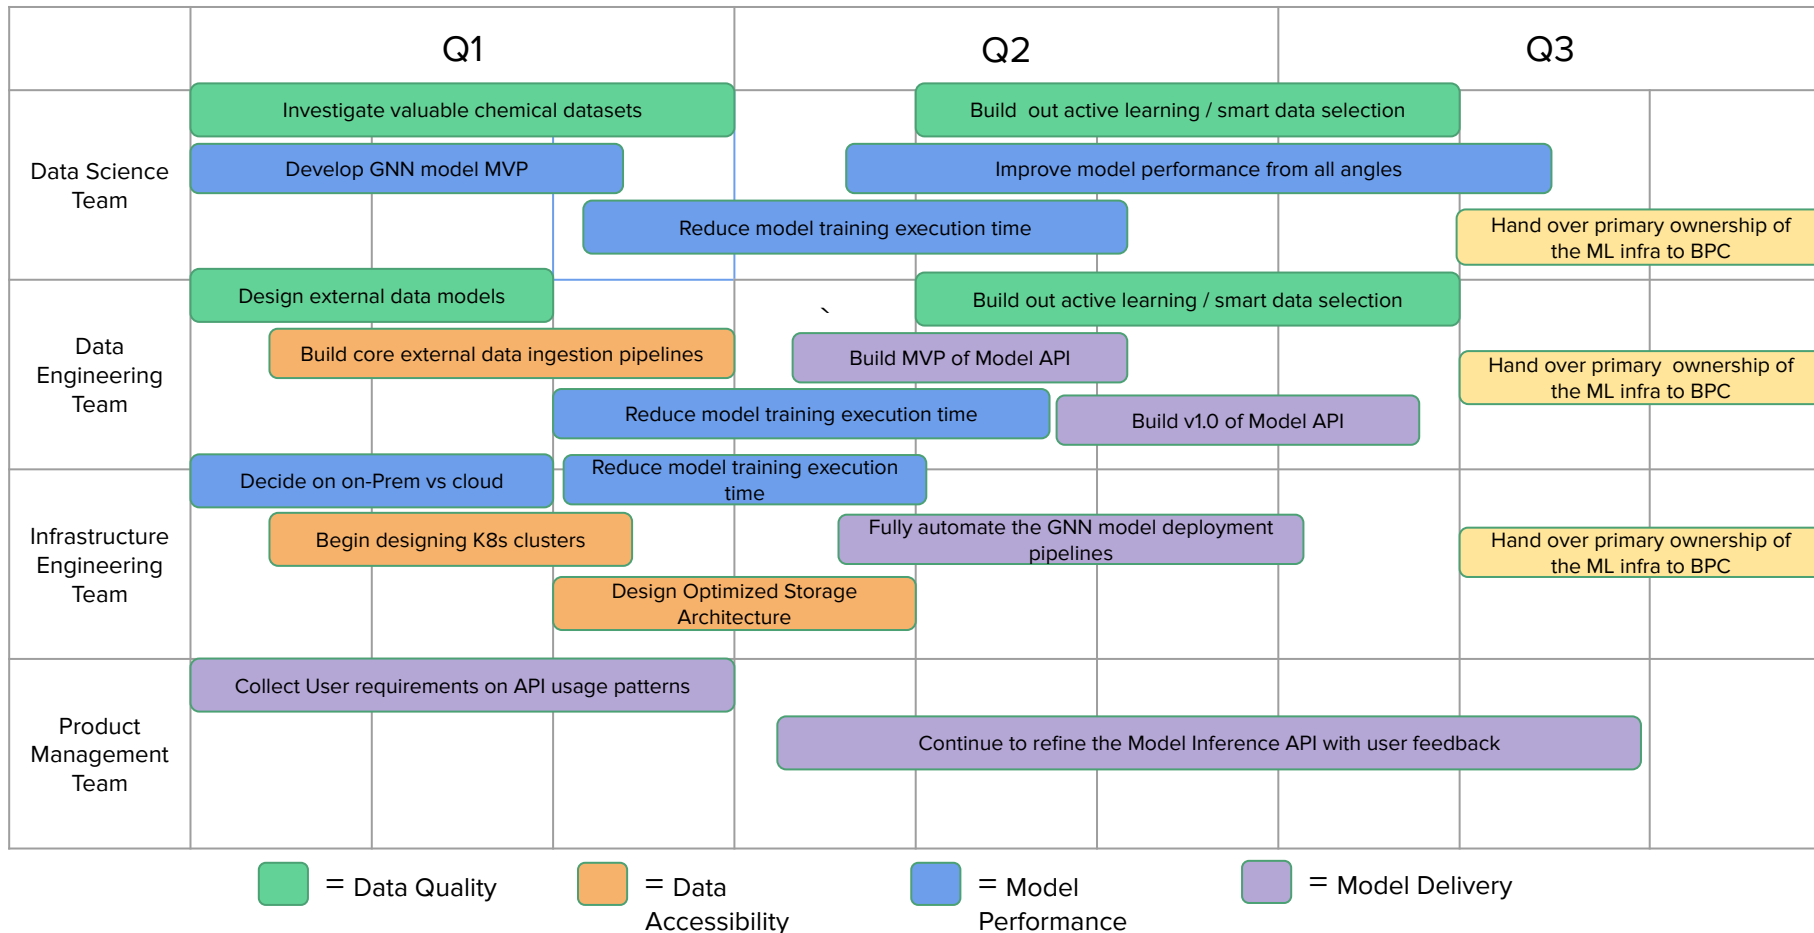 Q1
Q2
Q3
Data Science
Team
Investigate valuable chemical datasets
Build  out active learning / smart data selection
Develop GNN model MVP
Improve model performance from all angles
Reduce model training execution time
Hand over primary ownership of
the ML infra to BPC
Data
Engineering
Team
Design external data models
Build out active learning / smart data selection
`
Build core external data ingestion pipelines
Build MVP of Model API
Hand over primary  ownership of
the ML infra to BPC
Reduce model training execution time
Build v1.0 of Model API
Infrastructure
Engineering
Team
Decide on on-Prem vs cloud
Reduce model training execution
time
Begin designing K8s clusters
Fully automate the GNN model deployment
pipelines
Hand over primary ownership of
the ML infra to BPC
Design Optimized Storage
Architecture
Product
Management
Team
Collect User requirements on API usage patterns
Continue to refine the Model Inference API with user feedback
= Data Quality
= Data
Accessibility
= Model
Performance
= Model Delivery